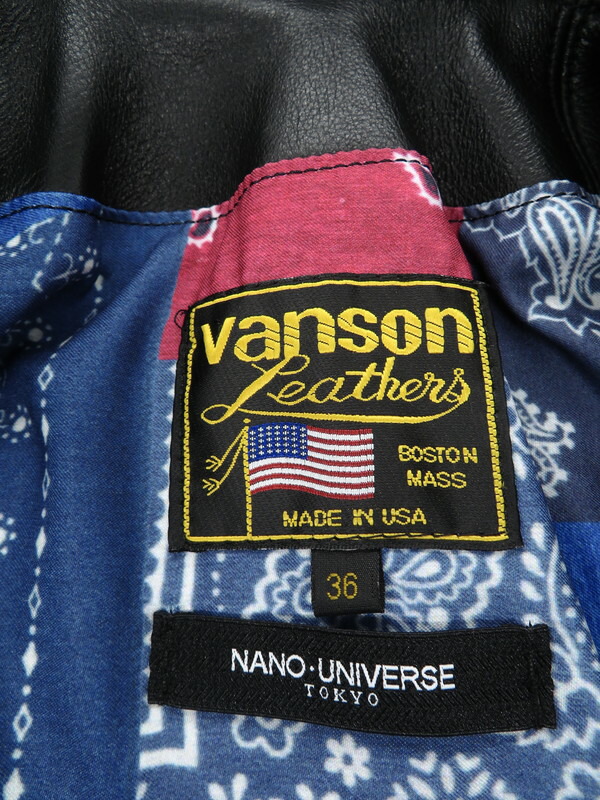 vanson
Leathers
BOSTON
MASS
MADE IN USA
36
NANO·UNIVERSE
TOKYO